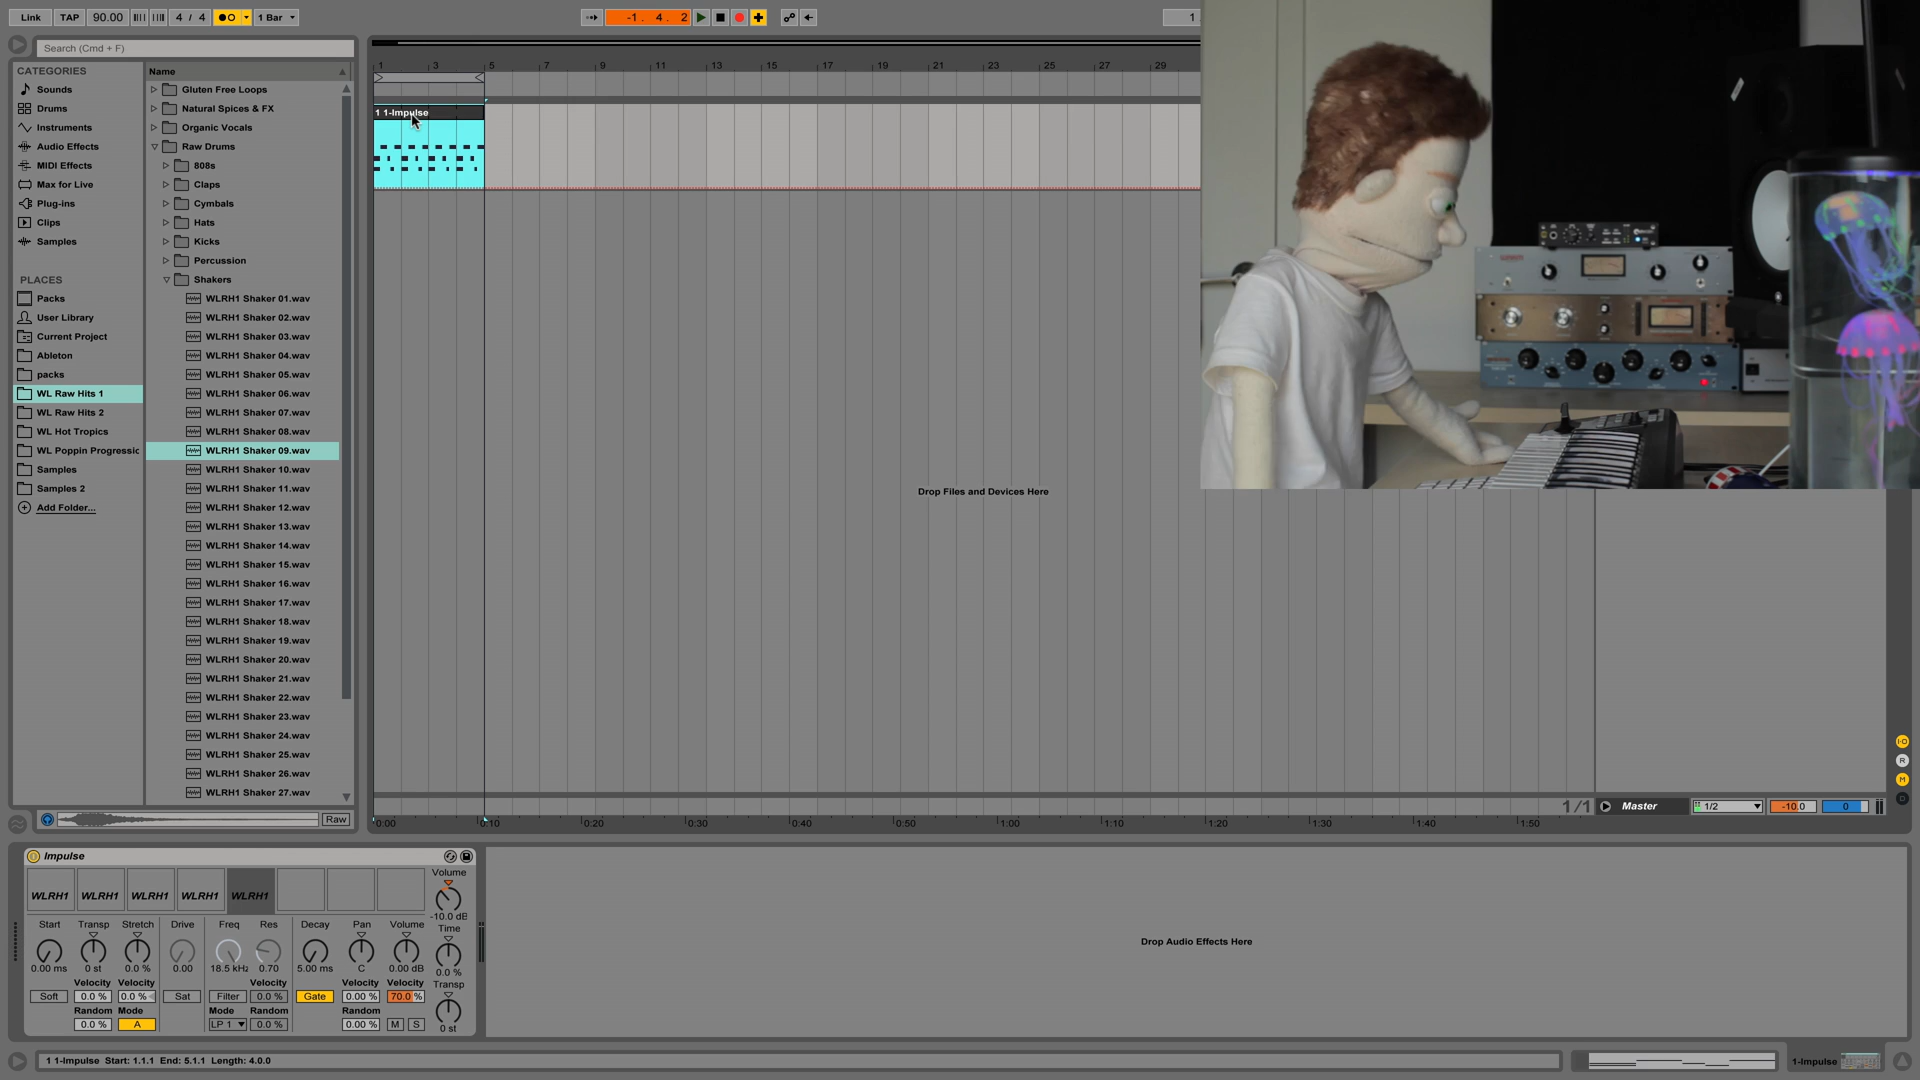 Link TAP 90.00 4 / 4 1 Bar -1. 4. 2 1
Search (Cmd + F)
CATEGORIES
Sounds
Drums
Instruments
Audio Effects
MIDI Effects
Max for Live
Plug-ins
Clips
Samples
PLACES
Packs
User Library
Current Project
Ableton
packs
WL Raw Hits 1
WL Raw Hits 2
WL Hot Tropics
WL Poppin Progressic
Samples
Samples 2
Add Folder...
Name
Gluten Free Loops
Natural Spices & FX
Organic Vocals
Raw Drums
808s
Claps
Cymbals
Hats
Kicks
Percussion
Shakers
WLRH1 Shaker 01.wav
WLRH1 Shaker 02.wav
WLRH1 Shaker 03.wav
WLRH1 Shaker 04.wav
WLRH1 Shaker 05.wav
WLRH1 Shaker 06.wav
WLRH1 Shaker 07.wav
WLRH1 Shaker 08.wav
WLRH1 Shaker 09.wav
WLRH1 Shaker 10.wav
WLRH1 Shaker 11.wav
WLRH1 Shaker 12.wav
WLRH1 Shaker 13.wav
WLRH1 Shaker 14.wav
WLRH1 Shaker 15.wav
WLRH1 Shaker 16.wav
WLRH1 Shaker 17.wav
WLRH1 Shaker 18.wav
WLRH1 Shaker 19.wav
WLRH1 Shaker 20.wav
WLRH1 Shaker 21.wav
WLRH1 Shaker 22.wav
WLRH1 Shaker 23.wav
WLRH1 Shaker 24.wav
WLRH1 Shaker 25.wav
WLRH1 Shaker 26.wav
WLRH1 Shaker 27.wav
Raw
1 3 5 7 9 11 13 15 17 19 21 23 25 27 29
1 1-Impulse
Drop Files and Devices Here
1/1 Master 1/2 -10.0 0
0:00 0:10 0:20 0:30 0:40 0:50 1:00 1:10 1:20 1:30 1:40 1:50
I·O
R
M
D
Impulse
WLRH1 WLRH1 WLRH1 WLRH1 WLRH1
Volume
-10.0 dB
Time
0.0 %
Transp
0 st
Start Transp Stretch Drive Freq Res Decay Pan Volume
0.00 ms 0 st 0.0 % 0.00 18.5 kHz 0.70 5.00 ms C 0.00 dB
Velocity Velocity Velocity Velocity Velocity
Soft 0.0 % 0.0 % Sat Filter 0.0 % Gate 0.00 % 70.0 %
Random Mode Mode Random Random
0.0 % A LP 1 0.0 % 0.00 % M S
Drop Audio Effects Here
1 1-Impulse Start: 1.1.1 End: 5.1.1 Length: 4.0.0
1-Impulse